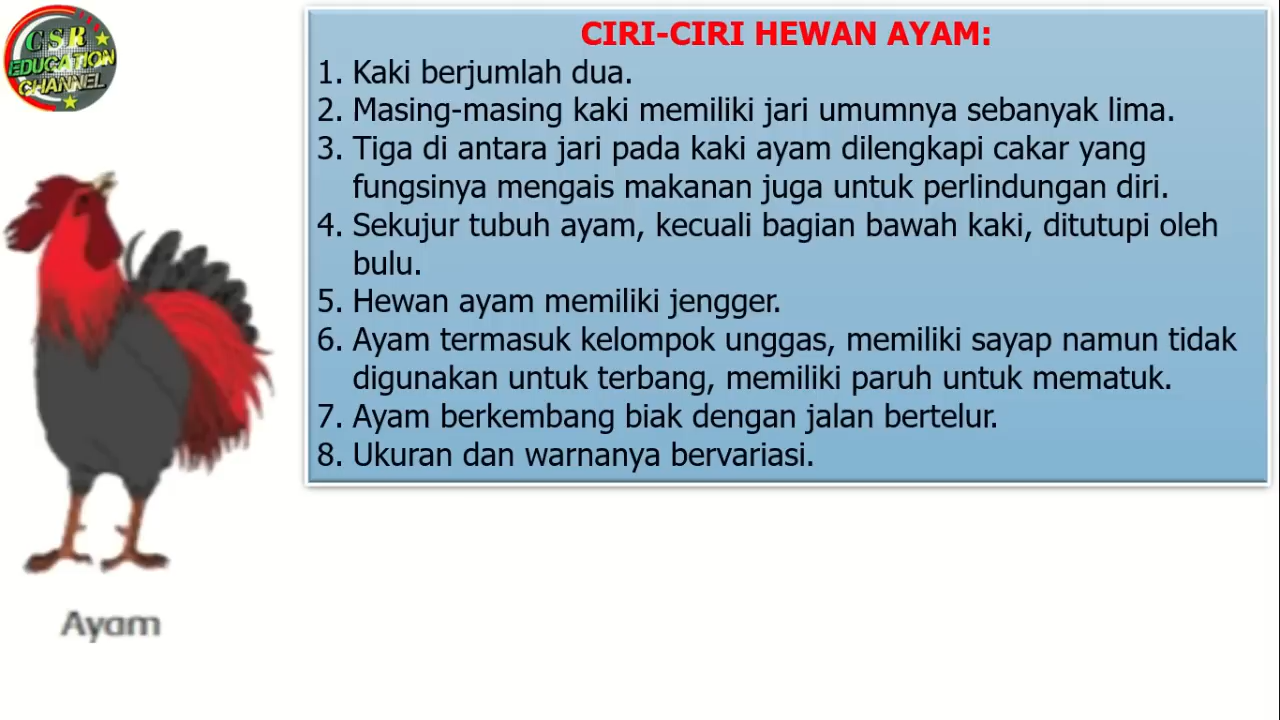 CSR
EDUCATION
CHANNEL
CIRI-CIRI HEWAN AYAM:
1. Kaki berjumlah dua.
2. Masing-masing kaki memiliki jari umumnya sebanyak lima.
3. Tiga di antara jari pada kaki ayam dilengkapi cakar yang
fungsinya mengais makanan juga untuk perlindungan diri.
4. Sekujur tubuh ayam, kecuali bagian bawah kaki, ditutupi oleh
bulu.
5. Hewan ayam memiliki jengger.
6. Ayam termasuk kelompok unggas, memiliki sayap namun tidak
digunakan untuk terbang, memiliki paruh untuk mematuk.
7. Ayam berkembang biak dengan jalan bertelur.
8. Ukuran dan warnanya bervariasi.
Ayam